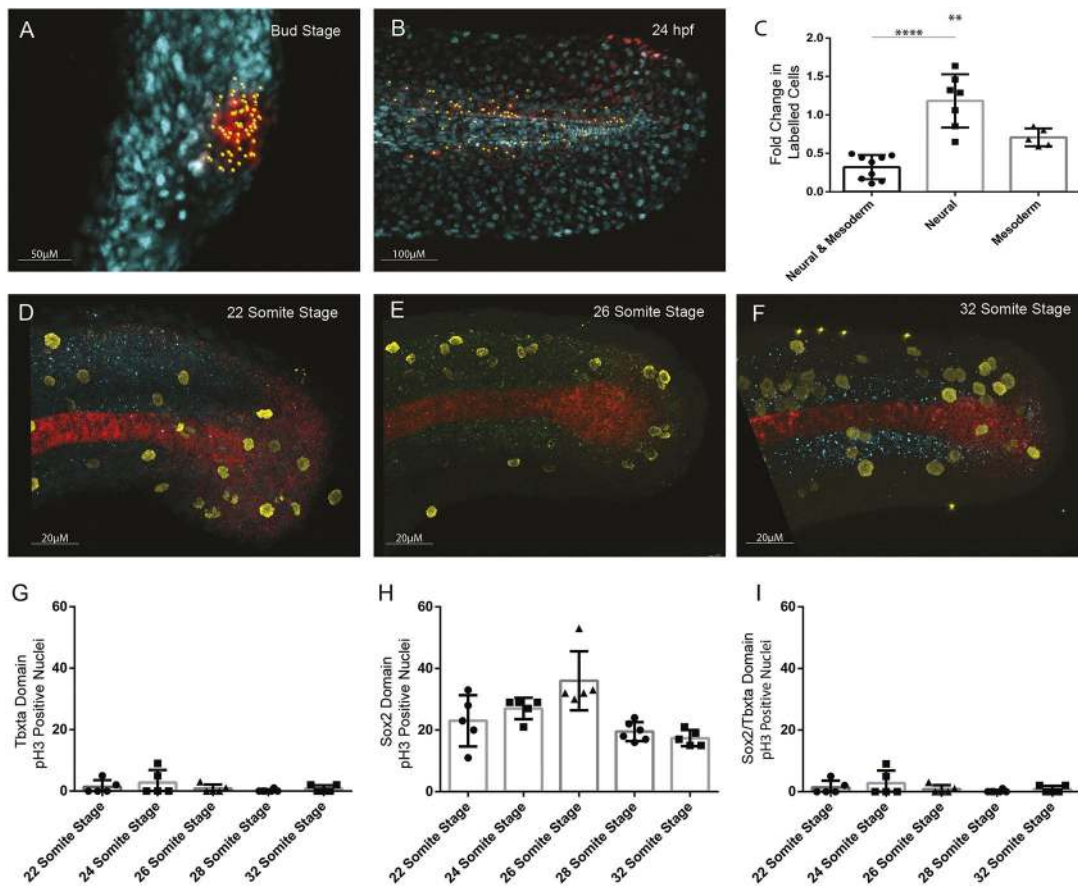 A
Bud Stage
50µM
B
24 hpf
100µM
C
**
****
Fold Change in
Labelled Cells
2.0
1.5
1.0
0.5
0.0
Neural & Mesoderm
Neural
Mesoderm
D
22 Somite Stage
20µM
E
26 Somite Stage
20µM
F
32 Somite Stage
20µM
G
Tbxta Domain
pH3 Positive Nuclei
60
40
20
0
22 Somite Stage
24 Somite Stage
26 Somite Stage
28 Somite Stage
32 Somite Stage
H
Sox2 Domain
pH3 Positive Nuclei
60
40
20
0
22 Somite Stage
24 Somite Stage
26 Somite Stage
28 Somite Stage
32 Somite Stage
I
Sox2/Tbxta Domain
pH3 Positive Nuclei
60
40
20
0
22 Somite Stage
24 Somite Stage
26 Somite Stage
28 Somite Stage
32 Somite Stage